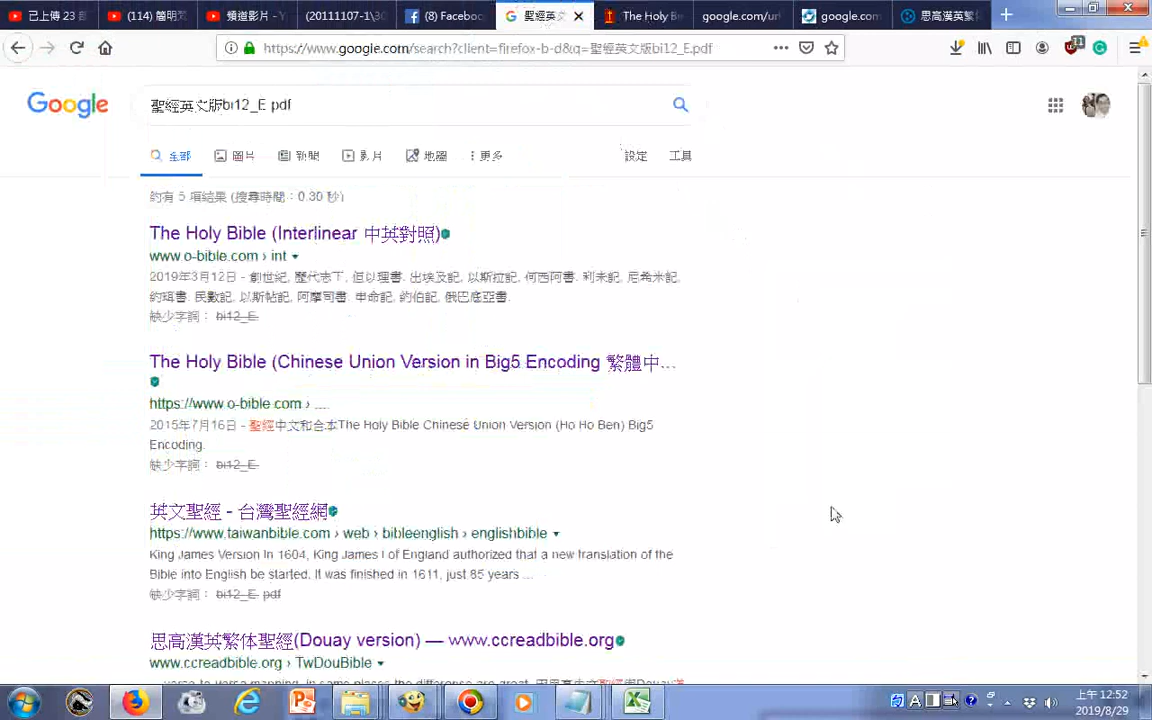 已上傳 23 部
(114) 簡明
頻道影片 - Y
(20111107-1\30
(8) Faceboo
聖經英文
The Holy Bi
google.com/url
google.com
思高漢英繁
https://www.google.com/search?client=firefox-b-d&q=聖經英文版bi12_E.pdf
11
Google
聖經英文版bi12_E pdf
全部
圖片
新聞
影片
地圖
更多
設定
工具
約有 5 項結果 (搜尋時間：0.30 秒)
The Holy Bible (Interlinear 中英對照)
www.o-bible.com › int
2019年3月12日 - 創世紀, 歷代志下, 但以理書. 出埃及記, 以斯拉記, 何西阿書. 利未記, 尼希米記,
約珥書. 民數記, 以斯帖記, 阿摩司書. 申命記, 約伯記, 俄巴底亞書.
缺少字詞： bi12_E
The Holy Bible (Chinese Union Version in Big5 Encoding 繁體中...
https://www.o-bible.com › ...
2015年7月16日 - 聖經中文和合本The Holy Bible Chinese Union Version (Ho Ho Ben) Big5
Encoding.
缺少字詞： bi12_E
英文聖經 - 台灣聖經網
https://www.taiwanbible.com › web › bibleenglish › englishbible
King James Version In 1604, King James I of England authorized that a new translation of the
Bible into English be started. It was finished in 1611, just 85 years ...
缺少字詞： bi12_E pdf
思高漢英繁体聖經(Douay version) — www.ccreadbible.org
www.ccreadbible.org › TwDouBible
上午 12:52
2019/8/29